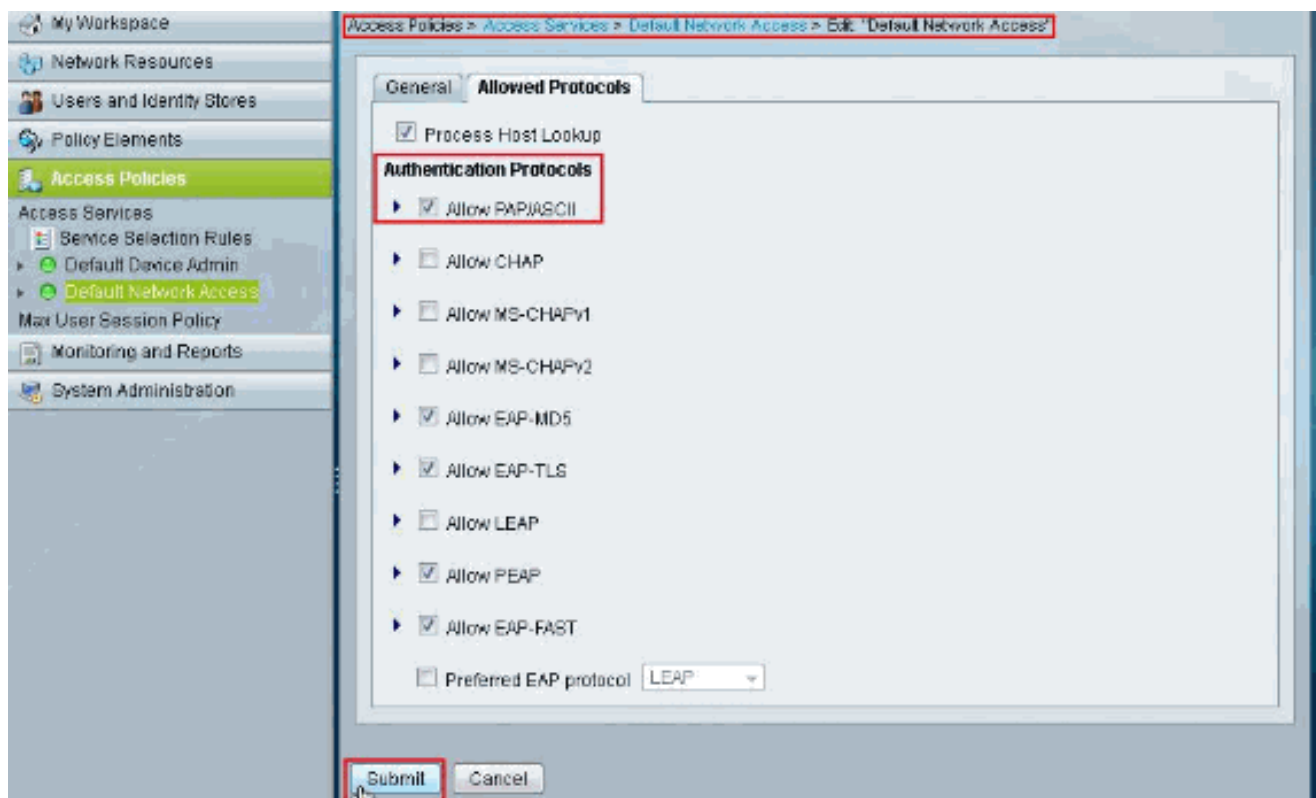 My Workspace
Network Resources
Users and Identity Stores
Policy Elements
Access Policies
Access Services
Service Selection Rules
Default Device Admin
Default Network Access
Max User Session Policy
Monitoring and Reports
System Administration
Access Policies > Access Services > Default Network Access > Edit: "Default Network Access"
General Allowed Protocols
Process Host Lookup
Authentication Protocols
Allow PAP/ASCII
Allow CHAP
Allow MS-CHAPv1
Allow MS-CHAPv2
Allow EAP-MD5
Allow EAP-TLS
Allow LEAP
Allow PEAP
Allow EAP-FAST
Preferred EAP protocol LEAP
Submit Cancel